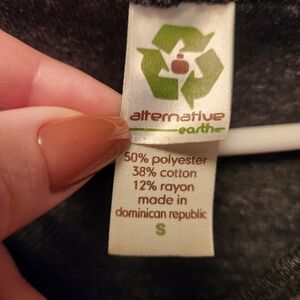 alternative
earth
50% polyester
38% cotton
12% rayon
made in
dominican republic
S